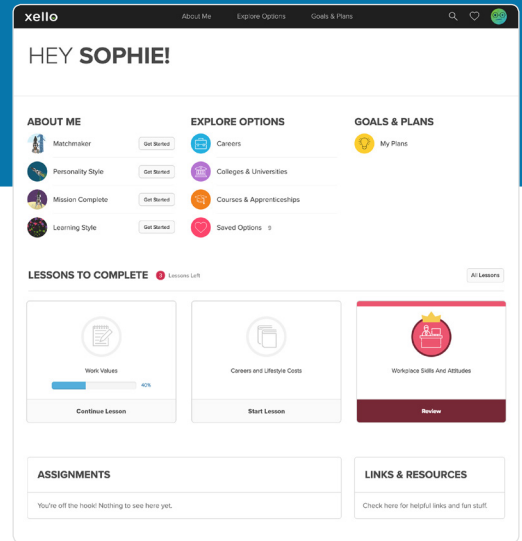 xello
About Me Explore Options Goals & Plans
HEY SOPHIE!
ABOUT ME
Matchmaker Get Started
Personality Style Get Started
Mission Complete Get Started
Learning Style Get Started
EXPLORE OPTIONS
Careers
Colleges & Universities
Courses & Apprenticeships
Saved Options 0
GOALS & PLANS
My Plans
LESSONS TO COMPLETE 3 Lessons Left All Lessons
Work Values
40%
Continue Lesson
Careers and Lifestyle Costs
Start Lesson
Workplace Skills And Attitudes
Review
ASSIGNMENTS
You're off the hook! Nothing to see here yet.
LINKS & RESOURCES
Check here for helpful links and fun stuff.